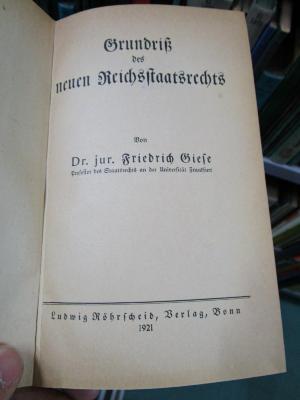 Grundriß
des
neuen Reichsstaatsrechts
Von
Dr. jur. Friedrich Giese
Professor des Staatsrechts an der Universität Frankfurt
Ludwig Röhrscheid, Verlag, Bonn
1921